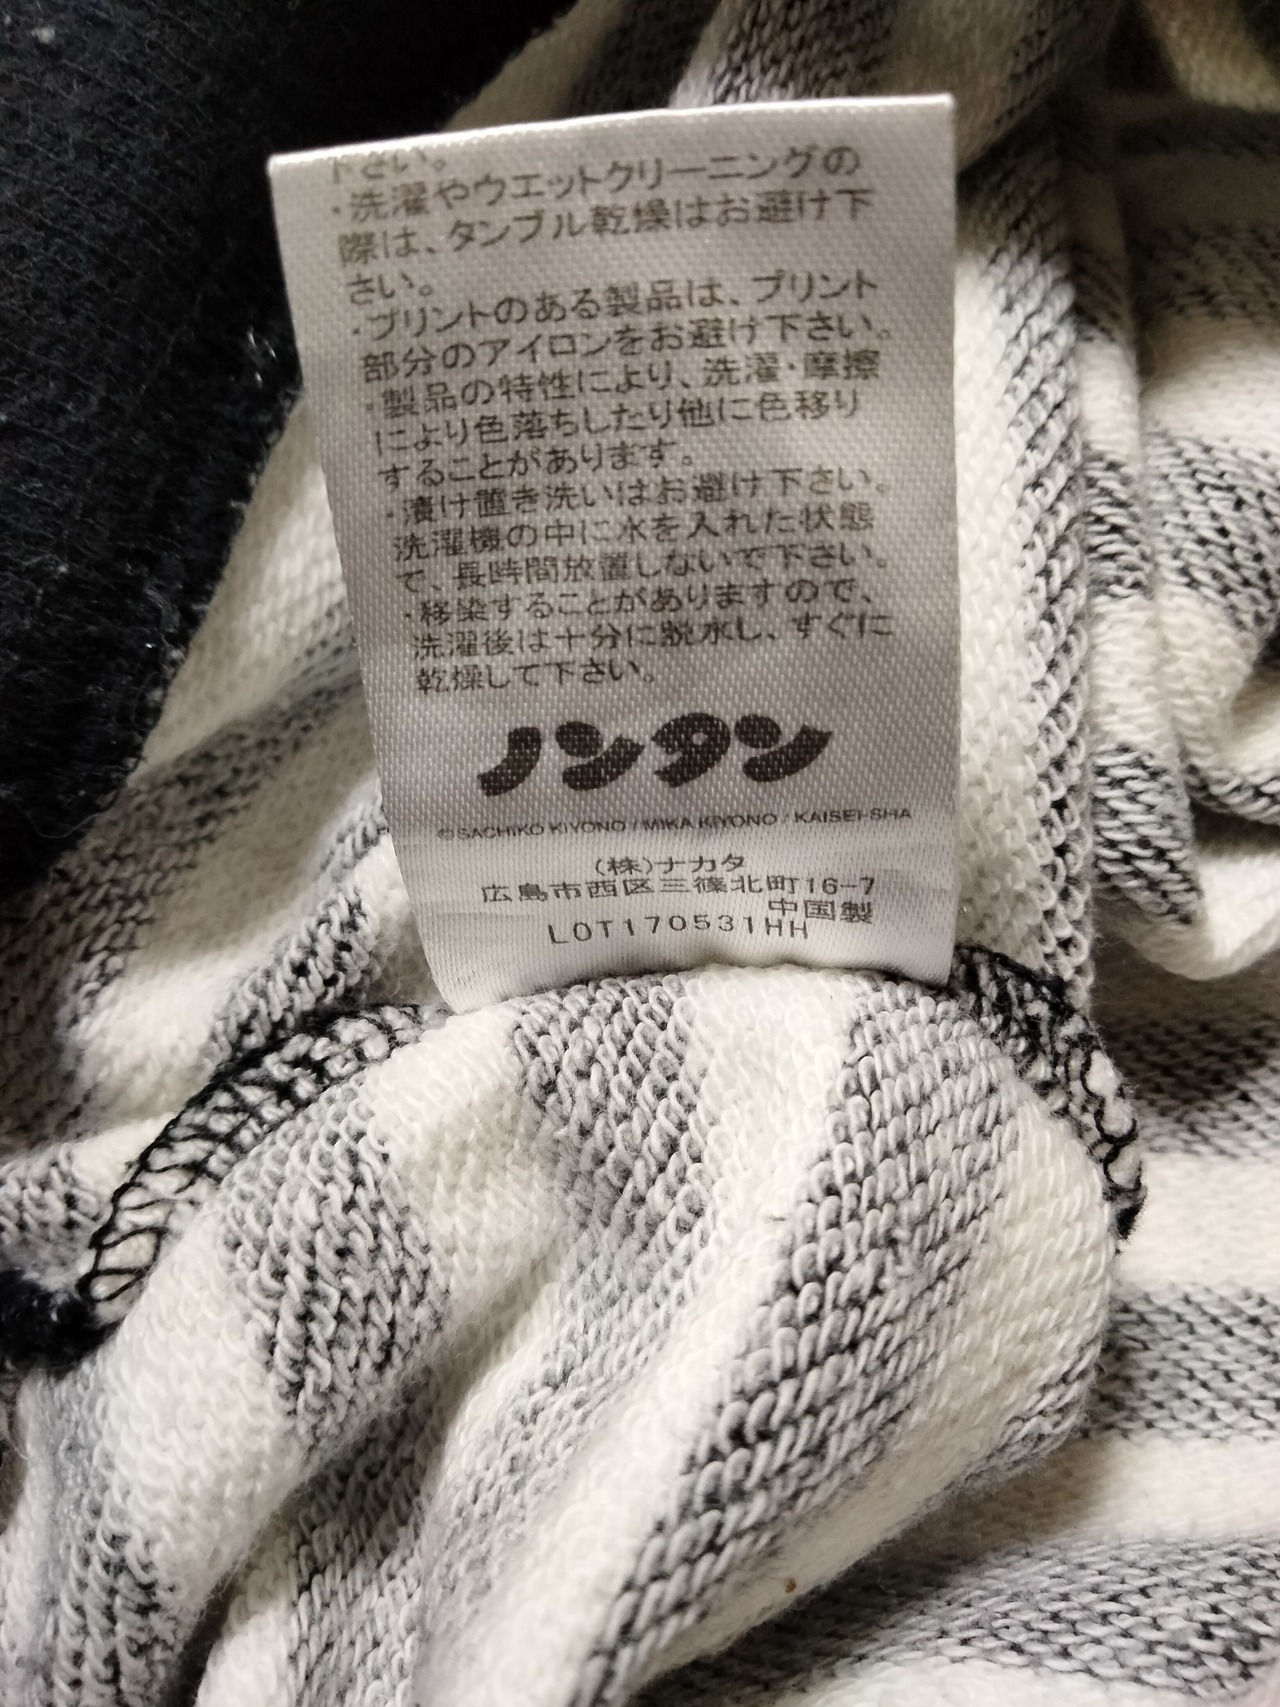 下さい。
・洗濯やウエットクリーニングの
際は、タンブル乾燥はお避け下
さい。
・プリントのある製品は、プリント
部分のアイロンをお避け下さい。
・製品の特性により、洗濯・摩擦
により色落ちしたり他に色移り
することがあります。
・漬け置き洗いはお避け下さい。
洗濯機の中に水を入れた状態
で、長時間放置しないで下さい。
・移染することがありますので、
洗濯後は十分に脱水し、すぐに
乾燥して下さい。
ノンタン
©SACHIKO KIYONO / MIKA KIYONO / KAISEI-SHA
(株)ナカタ
広島市西区三篠北町16-7
中国製
LOT170531HH